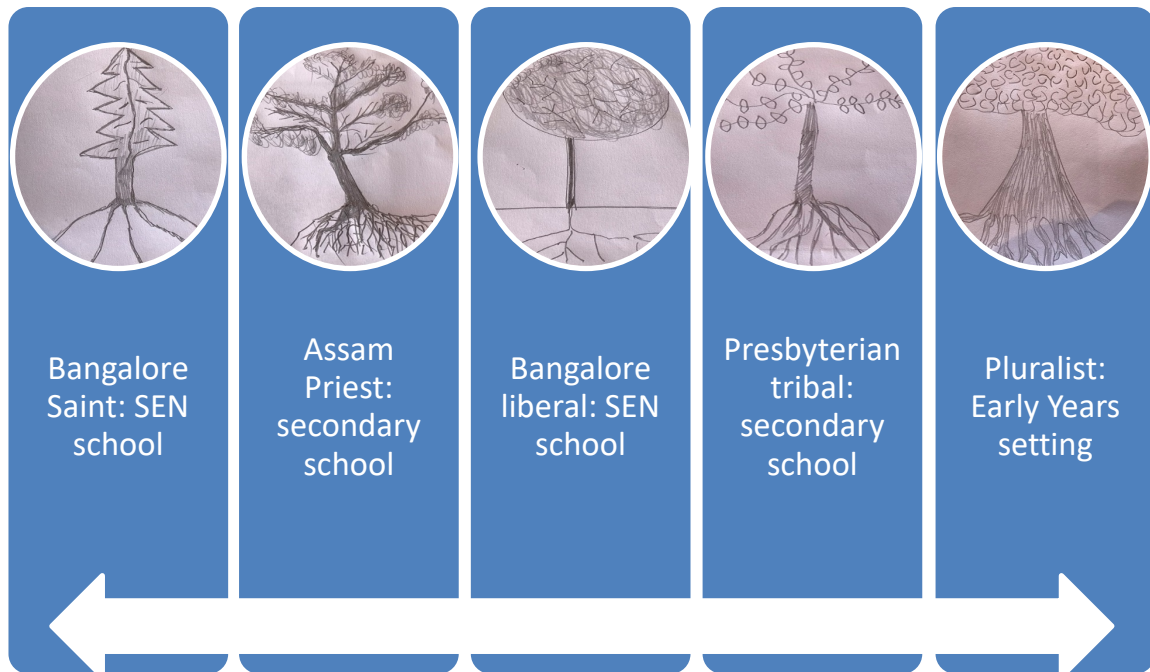 Bangalore
Saint: SEN
school
Assam
Priest:
secondary
school
Bangalore
liberal: SEN
school
Presbyterian
tribal:
secondary
school
Pluralist:
Early Years
setting